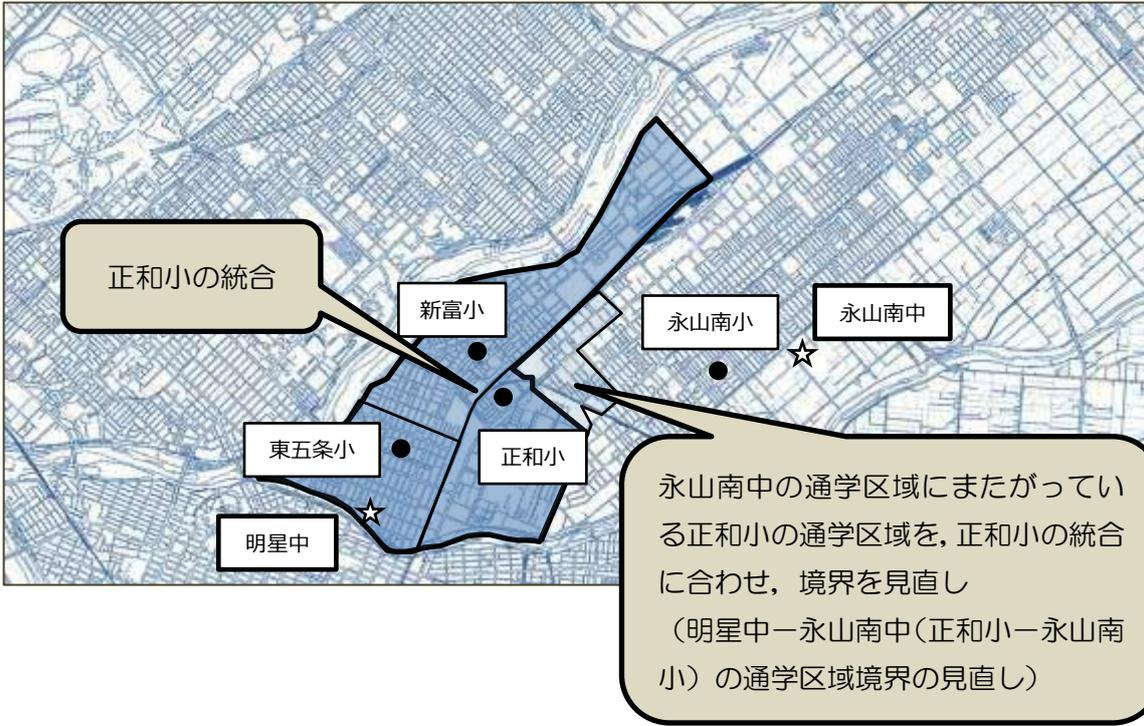 正和小の統合
新富小
永山南小
永山南中
東五条小
正和小
明星中
永山南中の通学区域にまたがってい
る正和小の通学区域を，正和小の統合
に合わせ，境界を見直し
（明星中－永山南中（正和小－永山南
小）の通学区域境界の見直し）